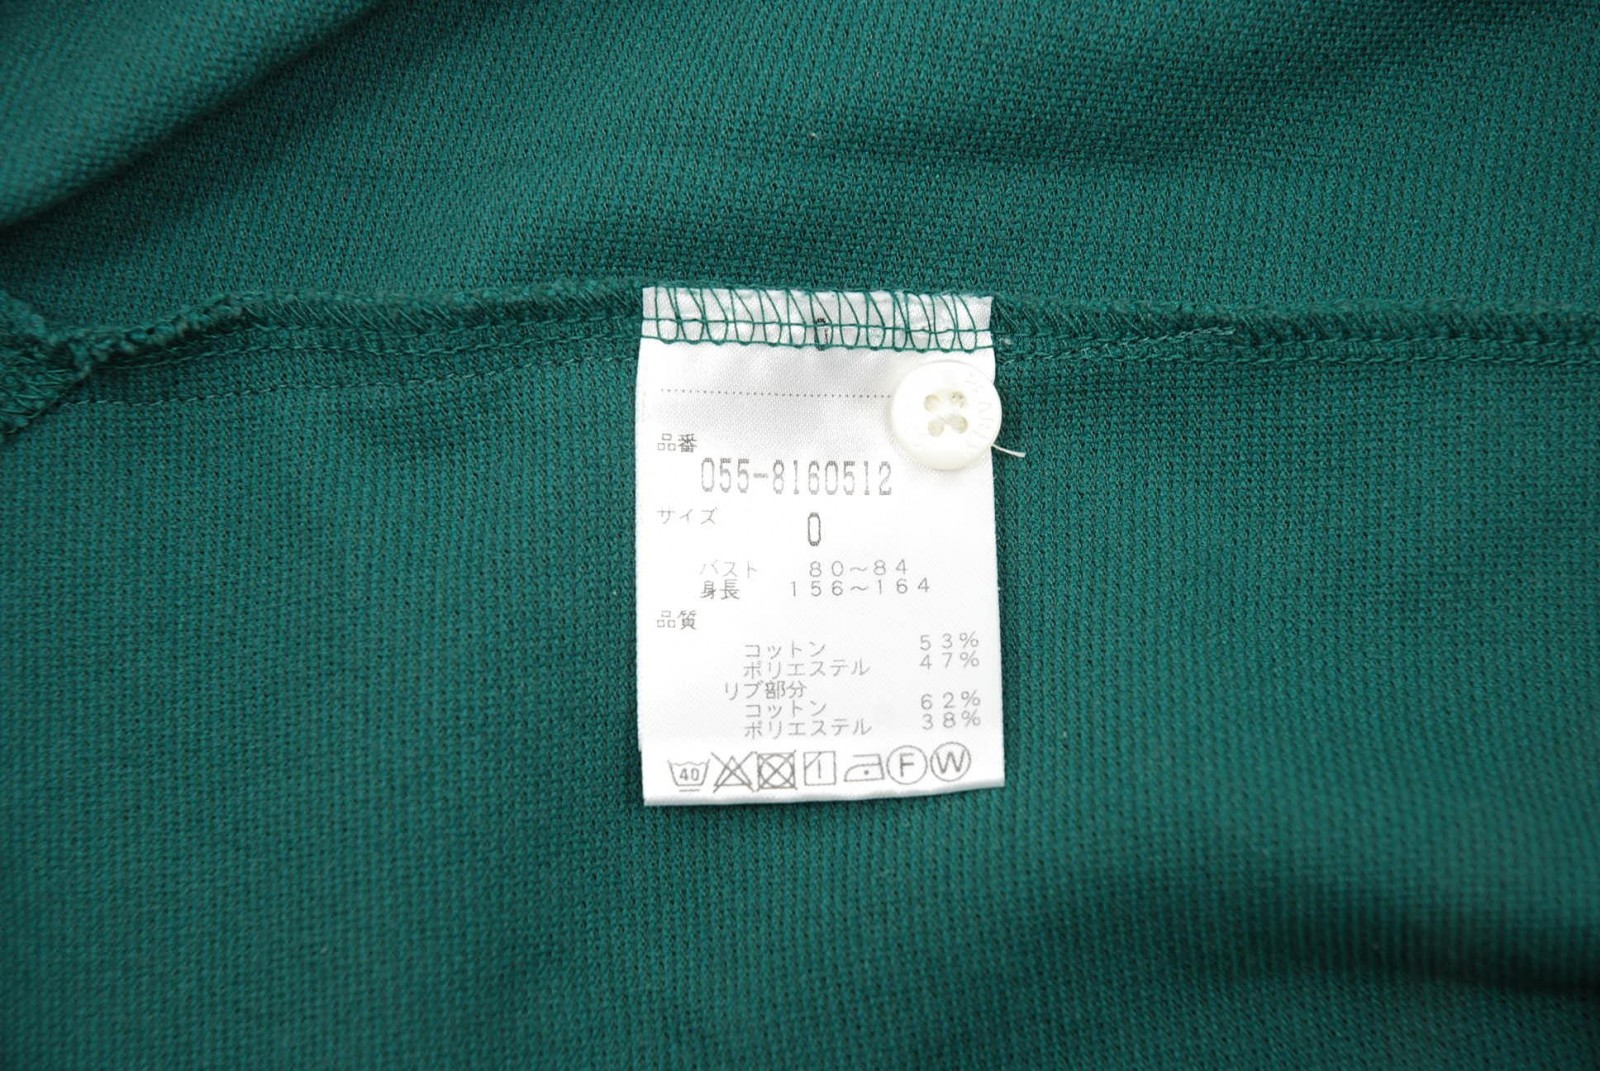 品番
055-8160512
サイズ
0
バスト 80〜84
身長 156〜164
品質
コットン 53%
ポリエステル 47%
リブ部分
コットン 62%
ポリエステル 38%
40 F W